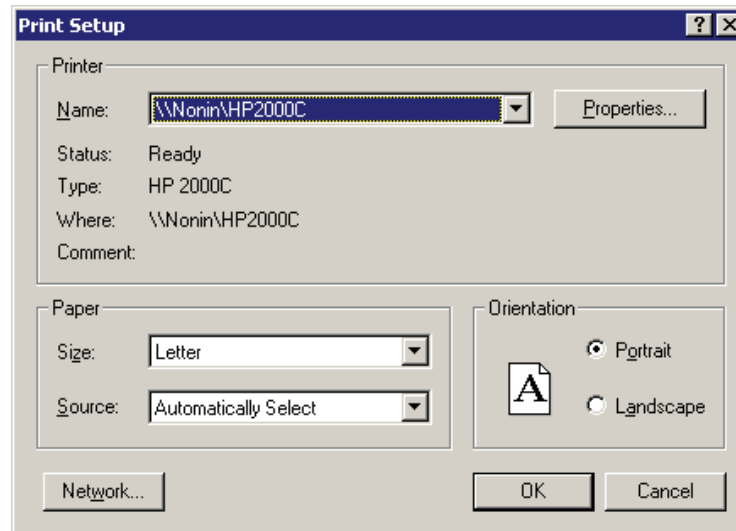 Print Setup
Printer
Name: \\Nonin\HP2000C Properties...
Status: Ready
Type: HP 2000C
Where: \\Nonin\HP2000C
Comment:
Paper Orientation
Size: Letter Portrait
A
Source: Automatically Select Landscape
Network... OK Cancel